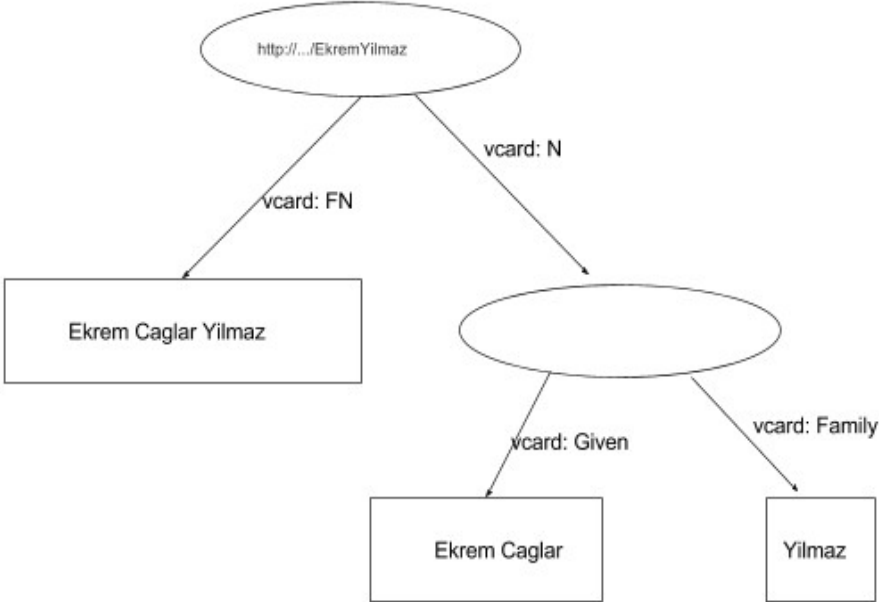 http://.../EkremYilmaz
vcard: N
vcard: FN
Ekrem Caglar Yilmaz
vcard: Family
vcard: Given
Ekrem Caglar
Yilmaz